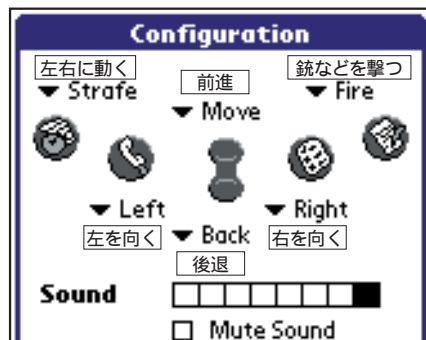 Configuration
左右に動く
前進
銃などを撃つ
Strafe
Move
Fire
Left
Back
Right
左を向く
後退
右を向く
Sound
Mute Sound